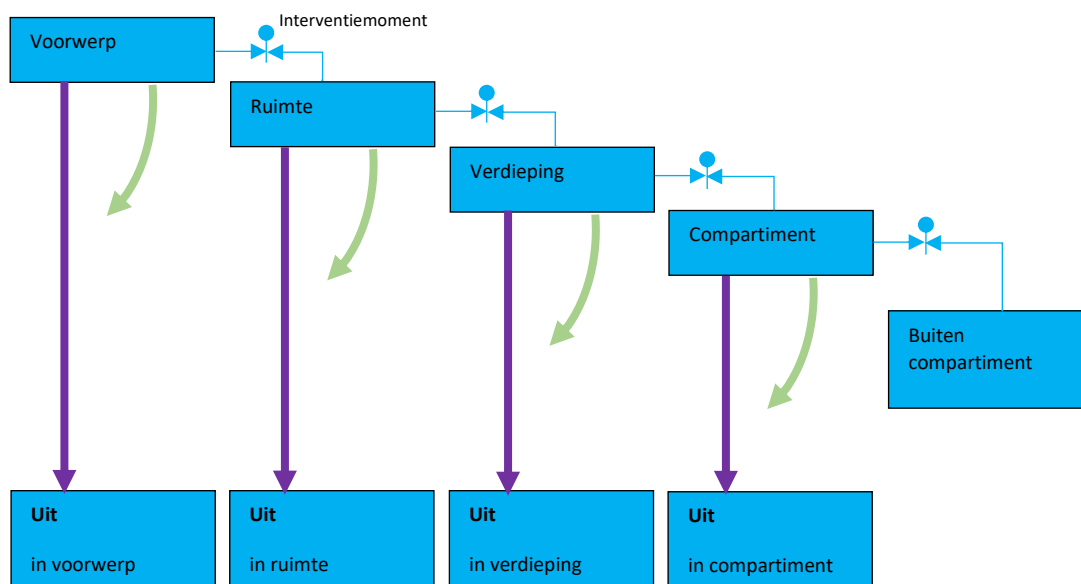 Interventiemoment
Voorwerp
Ruimte
Verdieping
Compartiment
Buiten
compartiment
Uit
in voorwerp
Uit
in ruimte
Uit
in verdieping
Uit
in compartiment